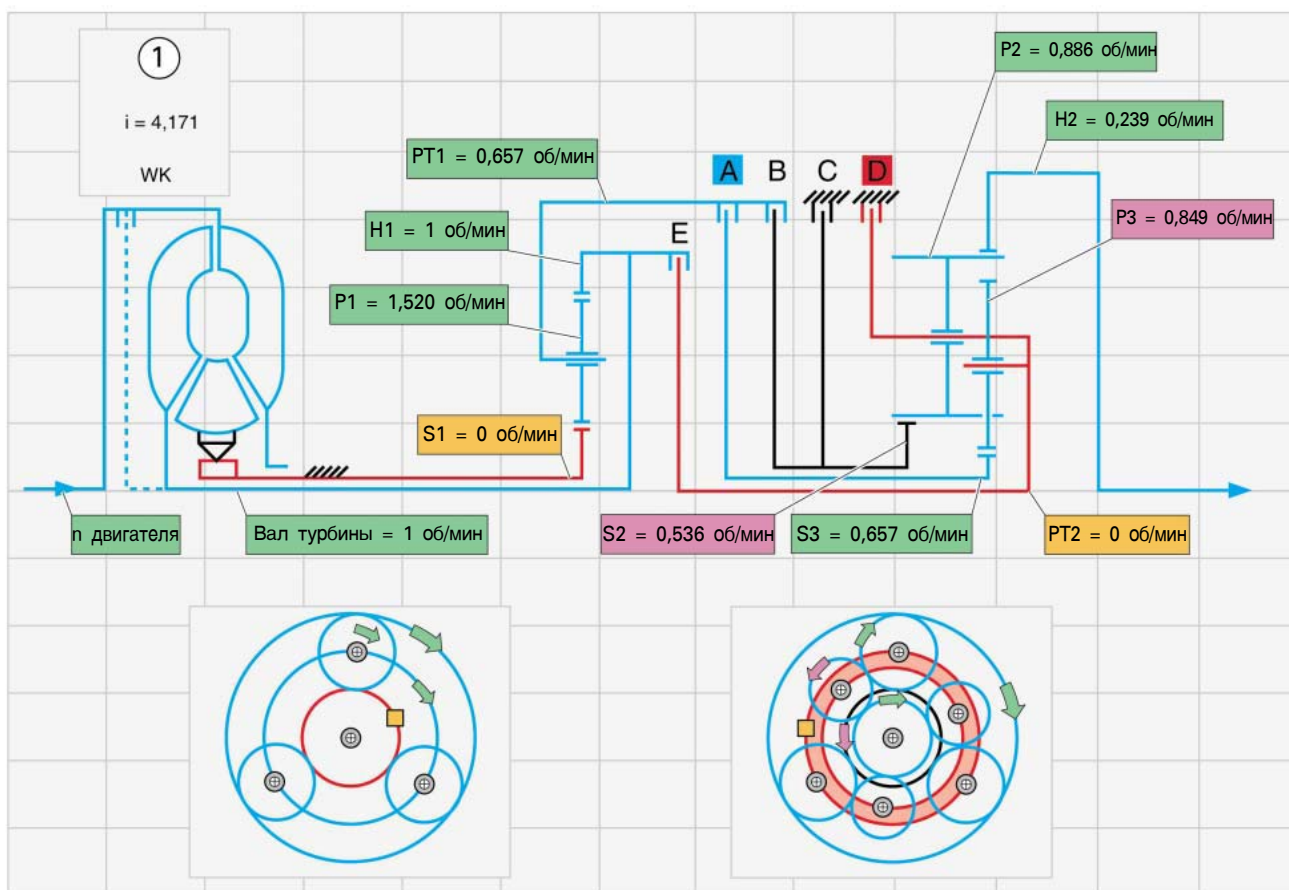 1
i = 4,171
WK
P2 = 0,886 об/мин
H2 = 0,239 об/мин
PT1 = 0,657 об/мин
A
B
C
D
H1 = 1 об/мин
P3 = 0,849 об/мин
E
P1 = 1,520 об/мин
S1 = 0 об/мин
n двигателя
Вал турбины = 1 об/мин
S2 = 0,536 об/мин
S3 = 0,657 об/мин
PT2 = 0 об/мин